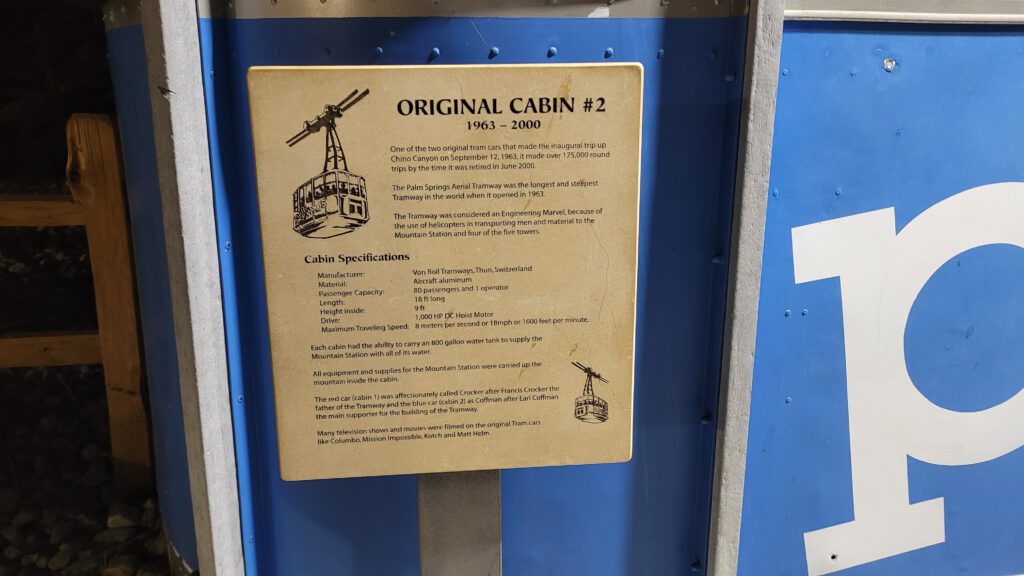 ORIGINAL CABIN #2
1963 – 2000
One of the two original tram cars that made the inaugural trip up
Chino Canyon on September 12, 1963, it made over 175,000 round
trips by the time it was retired in June 2000.
The Palm Springs Aerial Tramway was the longest and steepest
Tramway in the world when it opened in 1963.
The Tramway was considered an Engineering Marvel, because of
the use of helicopters in transporting men and material to the
Mountain Station and four of the five towers.
Cabin Specifications
Manufacturer: Von Roll Tramways, Thun, Switzerland
Material: Aircraft aluminum
Passenger Capacity: 80 passengers and 1 operator
Length: 18 ft long
Height inside: 9 ft
Drive: 1,000 HP DC Hoist Motor
Maximum Traveling Speed: 8 meters per second or 18mph or 1600 feet per minute.
Each cabin had the ability to carry an 800 gallon water tank to supply the
Mountain Station with all of its water.
All equipment and supplies for the Mountain Station were carried up the
mountain inside the cabin.
The red car (cabin 1) was affectionately called Crocker after Francis Crocker the
father of the Tramway and the blue car (cabin 2) as Coffman after Earl Coffman
the main supporter for the building of the Tramway.
Many television shows and movies were filmed on the original Tram cars
like Columbo, Mission Impossible, Kotch and Matt Helm.
p